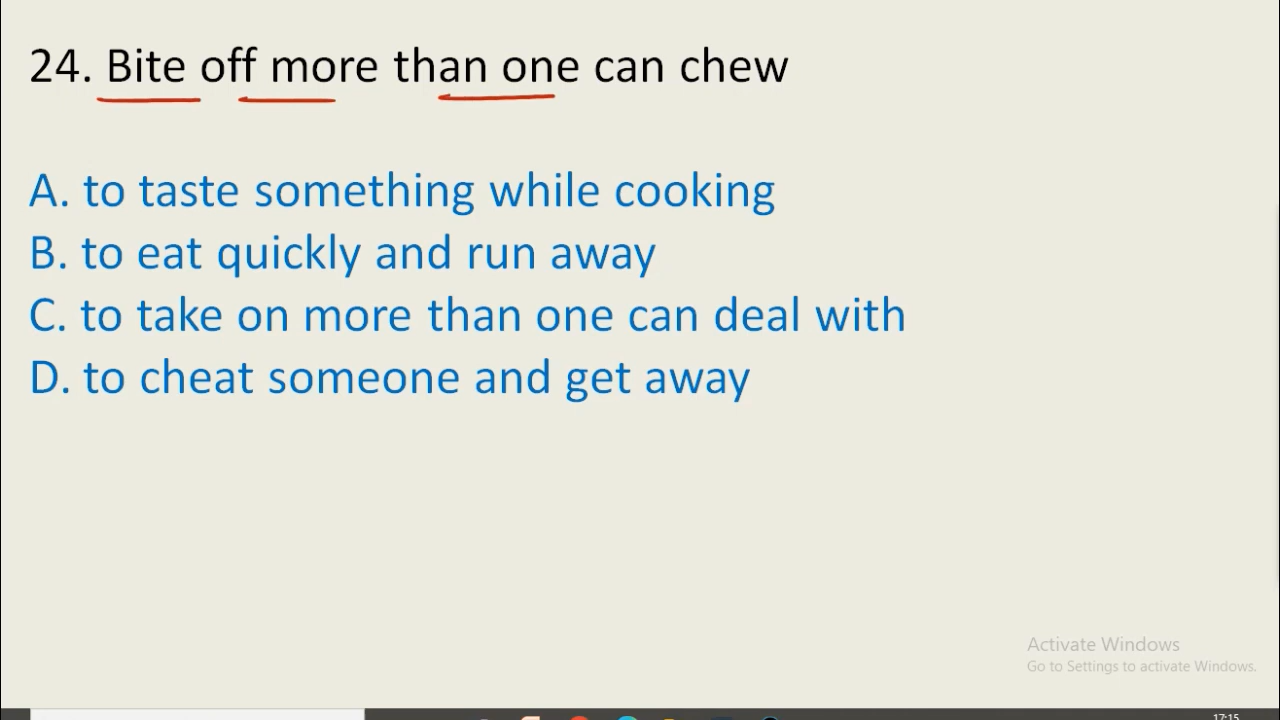 24. Bite off more than one can chew
A. to taste something while cooking
B. to eat quickly and run away
C. to take on more than one can deal with
D. to cheat someone and get away
Activate Windows
Go to Settings to activate Windows.
17:15